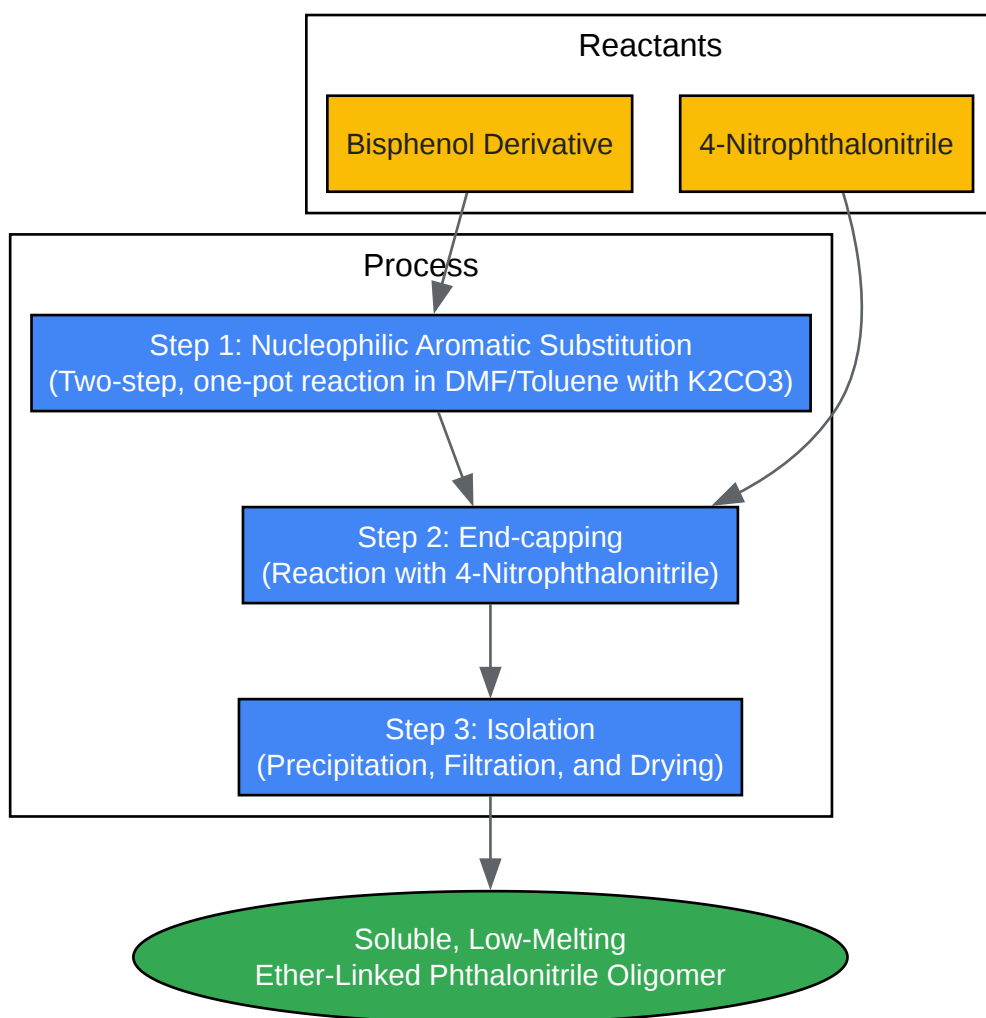 Reactants
Bisphenol Derivative
4-Nitrophthalonitrile
Process
Step 1: Nucleophilic Aromatic Substitution
(Two-step, one-pot reaction in DMF/Toluene with K2CO3)
Step 2: End-capping
(Reaction with 4-Nitrophthalonitrile)
Step 3: Isolation
(Precipitation, Filtration, and Drying)
Soluble, Low-Melting
Ether-Linked Phthalonitrile Oligomer